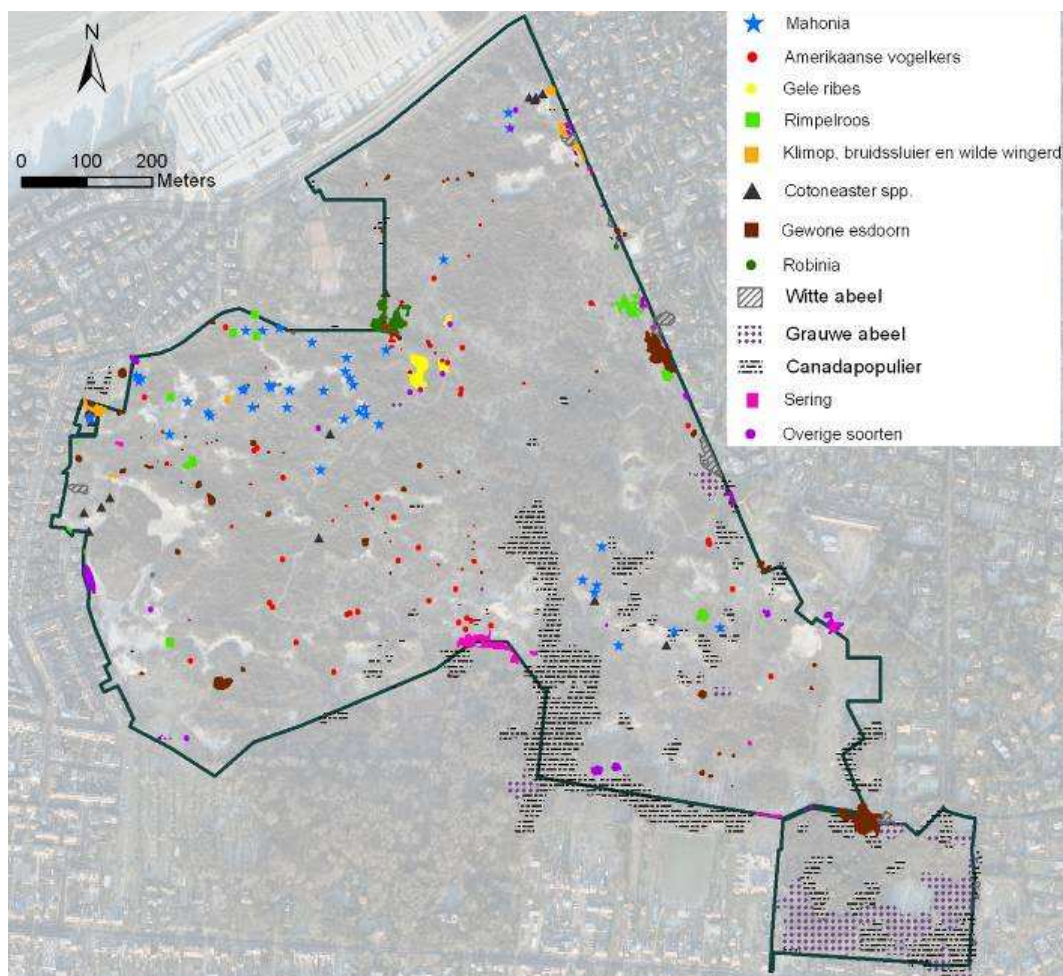 N
0 100 200
Meters
Mahonia
Amerikaanse vogelkers
Gele ribes
Rimpelroos
Klimop, bruidssluier en wilde wingerd
Cotoneaster spp.
Gewone esdoorn
Robinia
Witte abeel
Grauwe abeel
Canadapopulier
Sering
Overige soorten